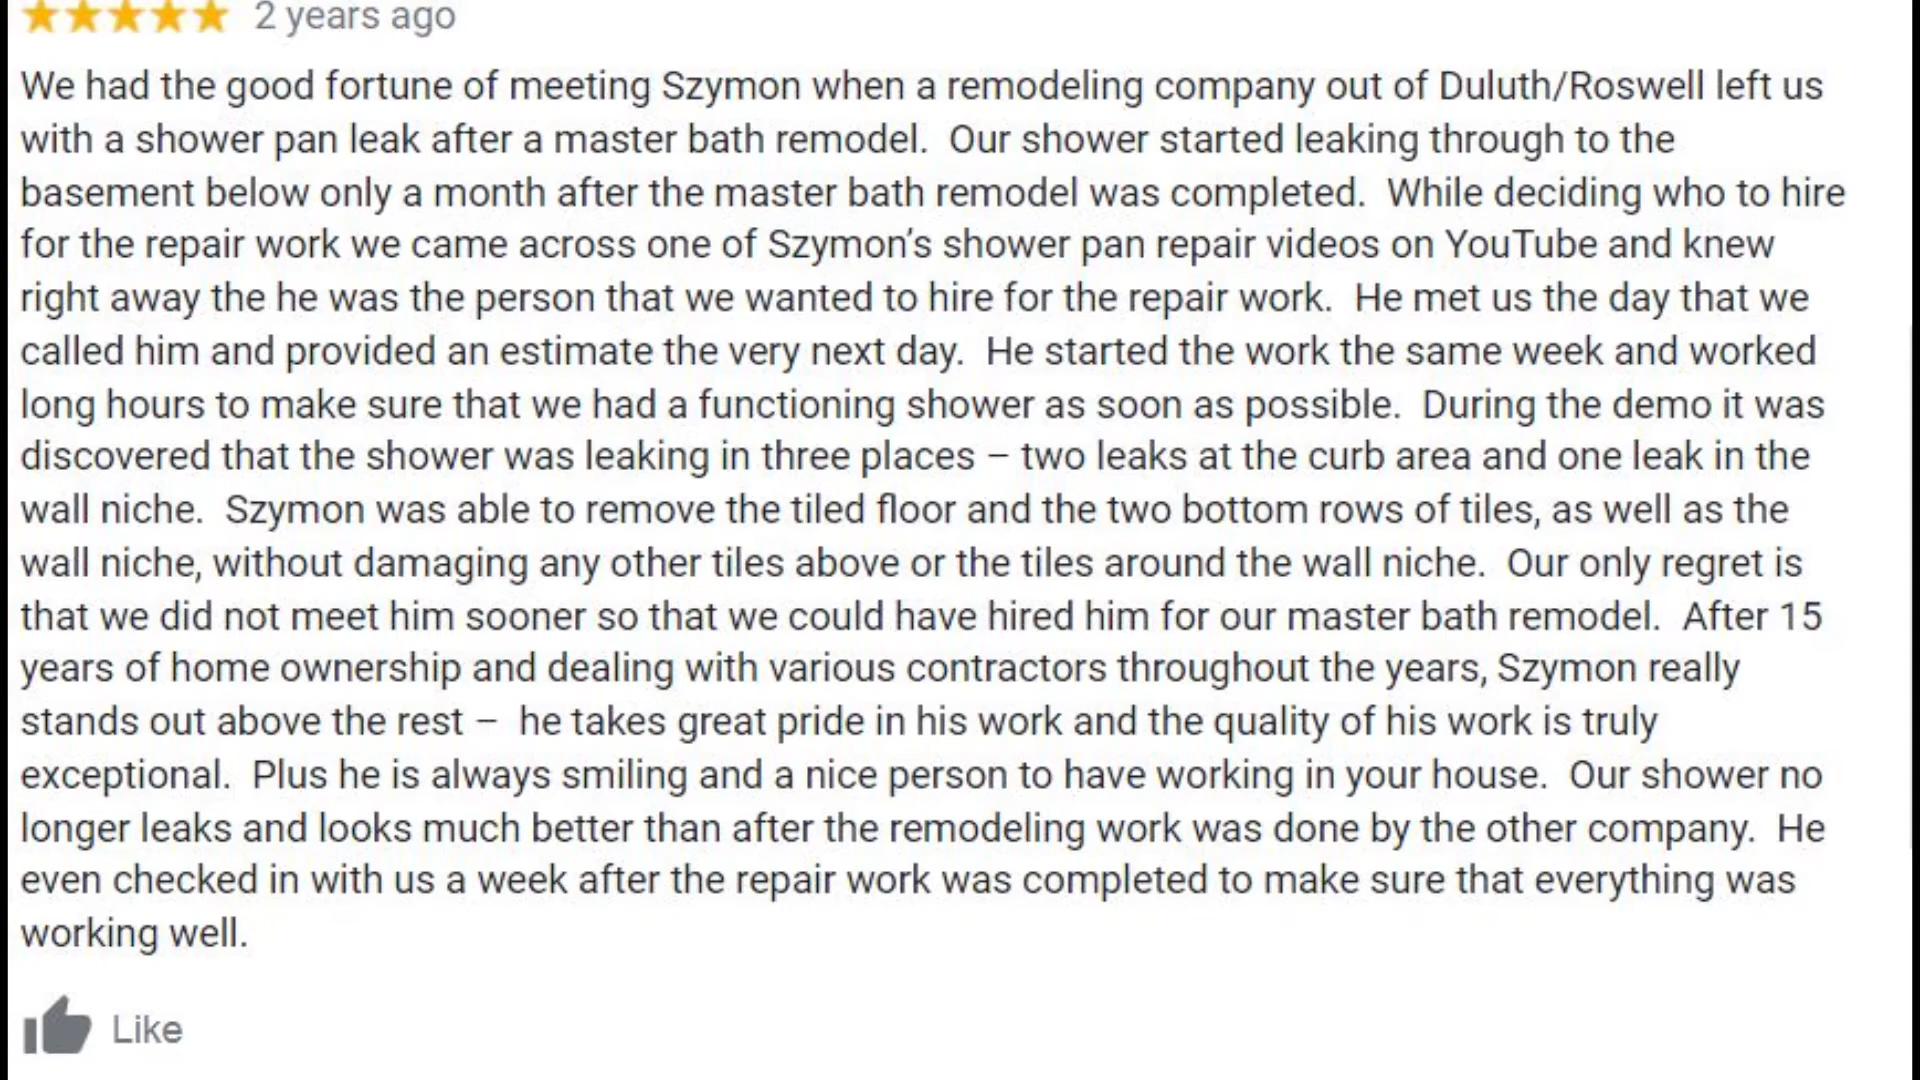 2 years ago
We had the good fortune of meeting Szymon when a remodeling company out of Duluth/Roswell left us
with a shower pan leak after a master bath remodel.  Our shower started leaking through to the
basement below only a month after the master bath remodel was completed.  While deciding who to hire
for the repair work we came across one of Szymon’s shower pan repair videos on YouTube and knew
right away the he was the person that we wanted to hire for the repair work.  He met us the day that we
called him and provided an estimate the very next day.  He started the work the same week and worked
long hours to make sure that we had a functioning shower as soon as possible.  During the demo it was
discovered that the shower was leaking in three places – two leaks at the curb area and one leak in the
wall niche.  Szymon was able to remove the tiled floor and the two bottom rows of tiles, as well as the
wall niche, without damaging any other tiles above or the tiles around the wall niche.  Our only regret is
that we did not meet him sooner so that we could have hired him for our master bath remodel.  After 15
years of home ownership and dealing with various contractors throughout the years, Szymon really
stands out above the rest –  he takes great pride in his work and the quality of his work is truly
exceptional.  Plus he is always smiling and a nice person to have working in your house.  Our shower no
longer leaks and looks much better than after the remodeling work was done by the other company.  He
even checked in with us a week after the repair work was completed to make sure that everything was
working well.
Like